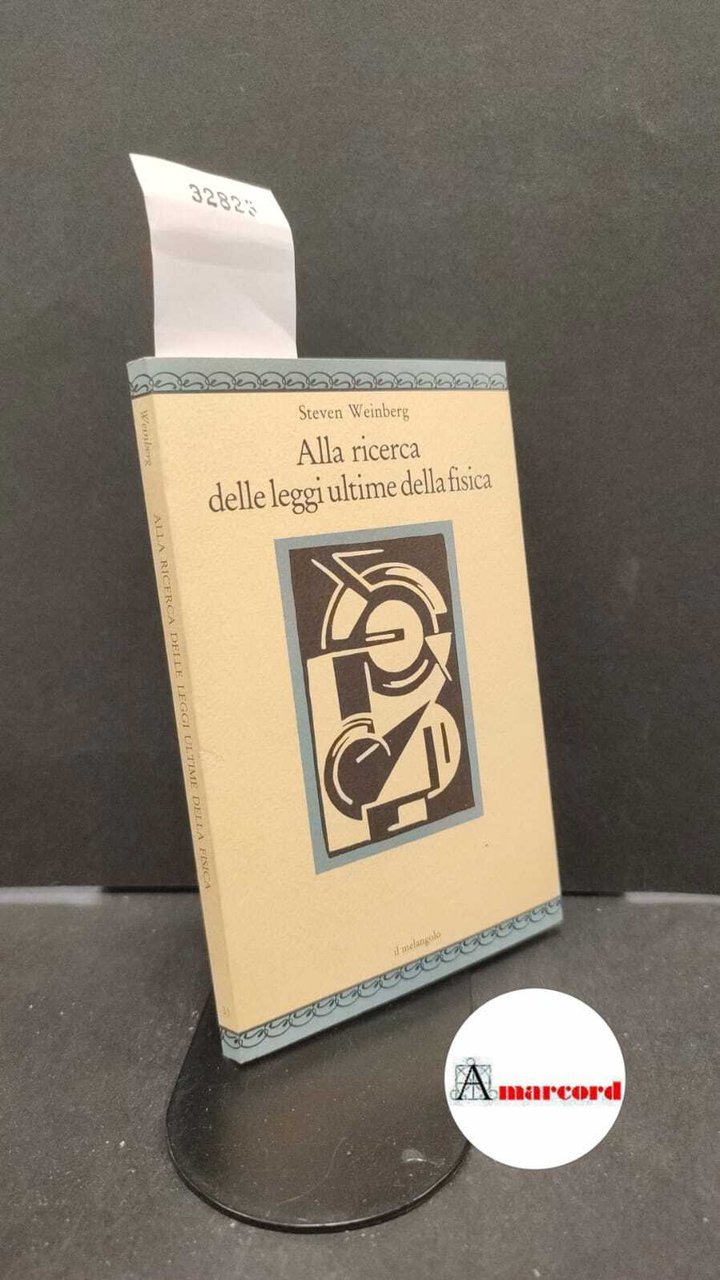 Steven Weinberg
Alla ricerca
delle leggi ultime della fisica
il melangolo
Weinberg
ALLA RICERCA DELLE LEGGI ULTIME DELLA FISICA
Amarcord